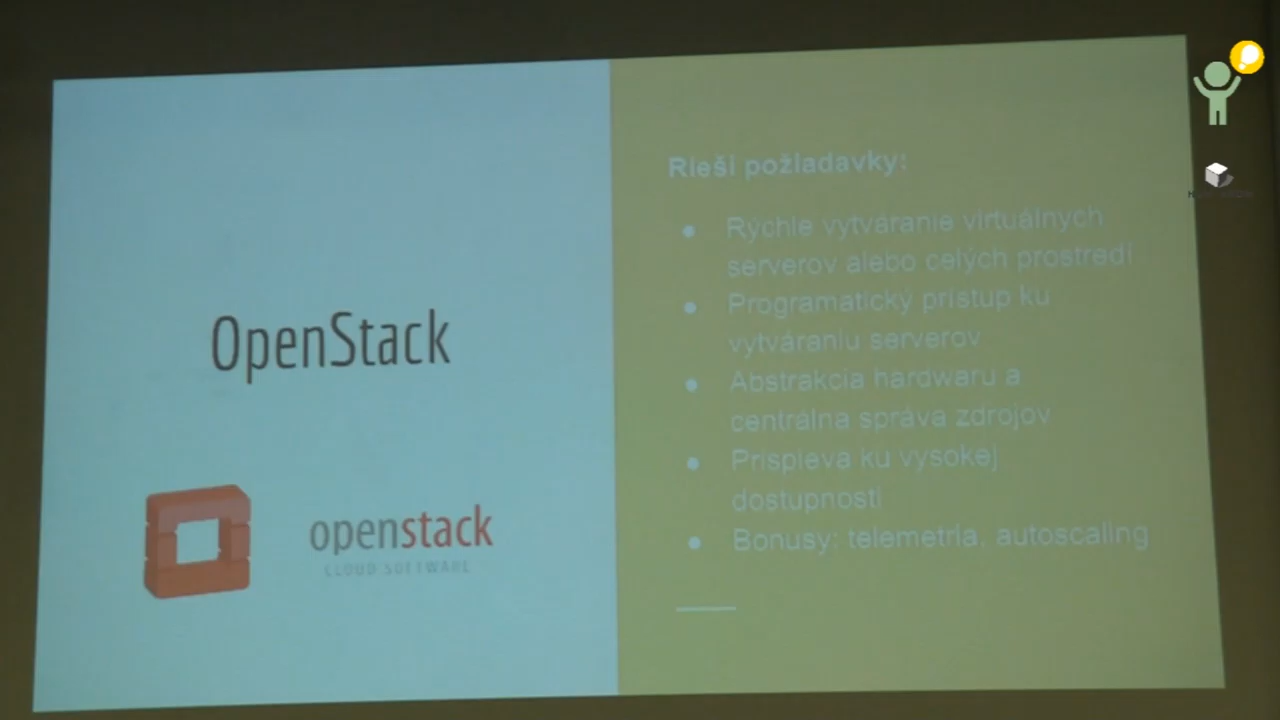 OpenStack
openstack
CLOUD SOFTWARE
Rieši požiadavky:
● Rýchle vytváranie virtuálnych
serverov alebo celých prostredí
● Programatický prístup ku
vytváraniu serverov
● Abstrakcia hardwaru a
centrálna správa zdrojov
● Prispieva ku vysokej
dostupnosti
● Bonusy: telemetria, autoscaling